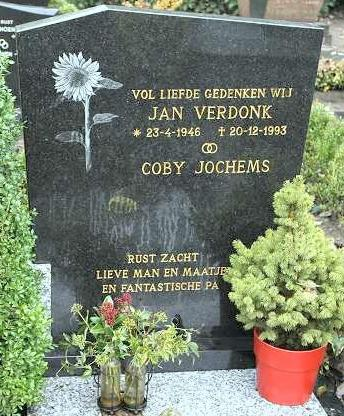 VOL LIEFDE GEDENKEN WIJ
JAN VERDONK
* 23-4-1946 † 20-12-1993
COBY JOCHEMS
RUST ZACHT
LIEVE MAN EN MAATJE
EN FANTASTISCHE PA